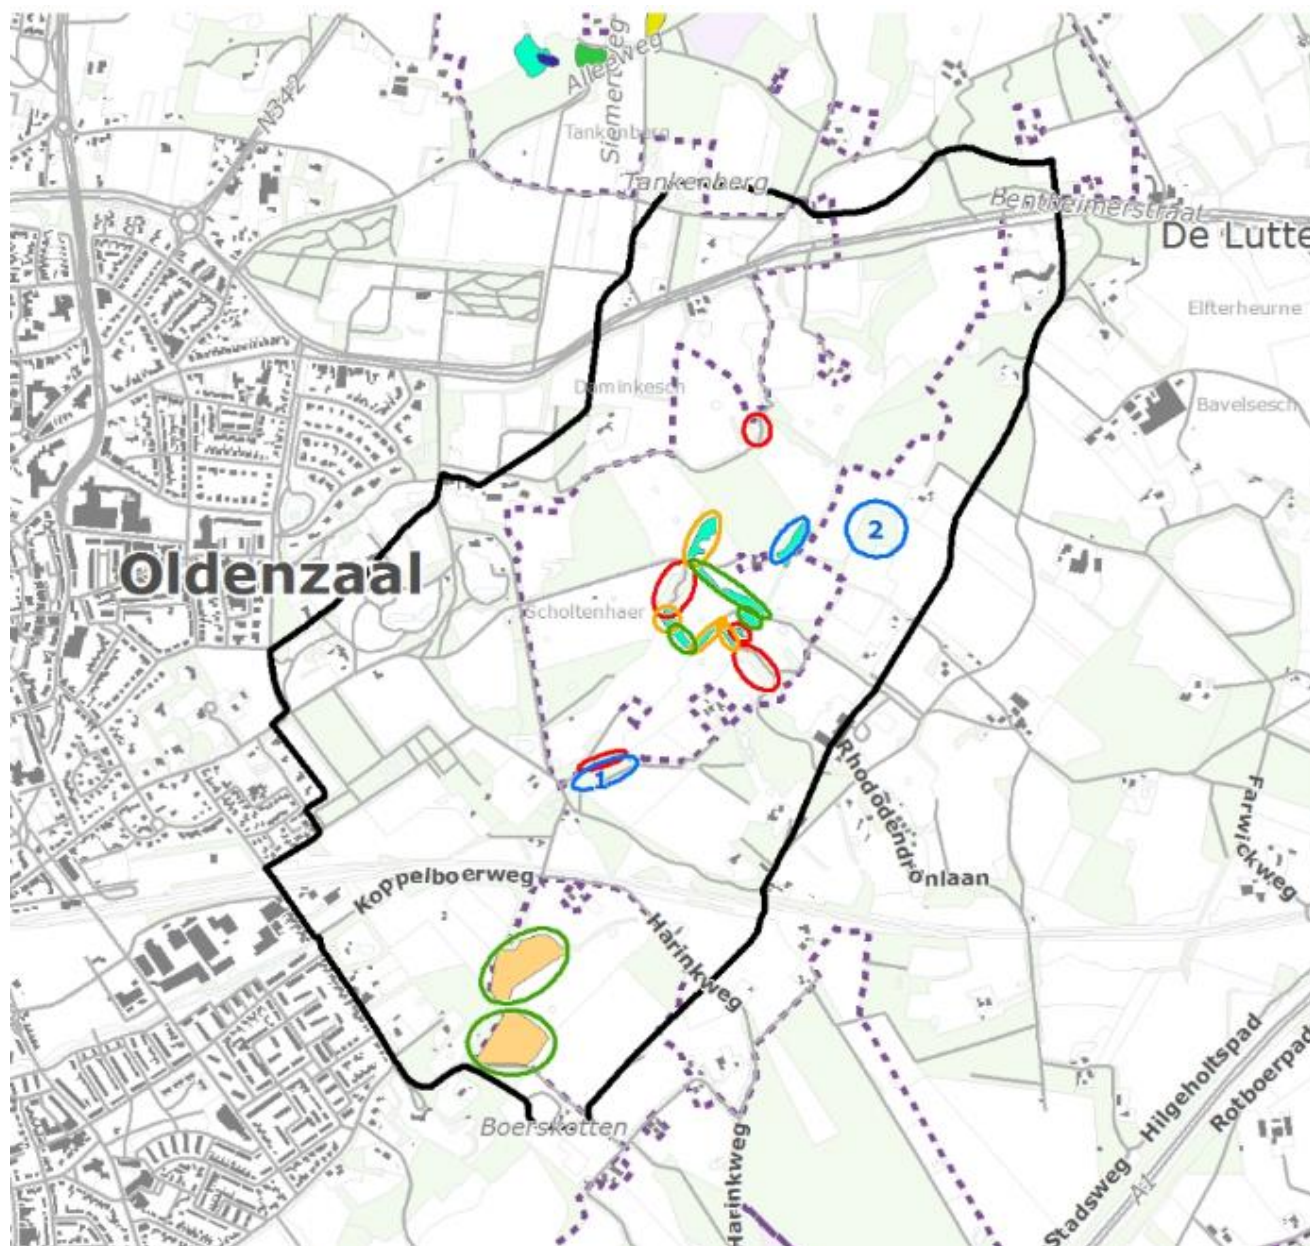 Alleeweg
Siemertsweg
N342
Tankenberg
Tankenberg
Bentheimerstraat
De Lutte
Elfterheurne
Daminkesch
Bavelsesch
2
Oldenzaal
Scholtenhaer
1
Rhododendronlaan
Farwickweg
Koppelboerweg
Harinkweg
Hilgeholtspad
Rotboerpad
Boerskotten
Harinkweg
Stadsweg
A1